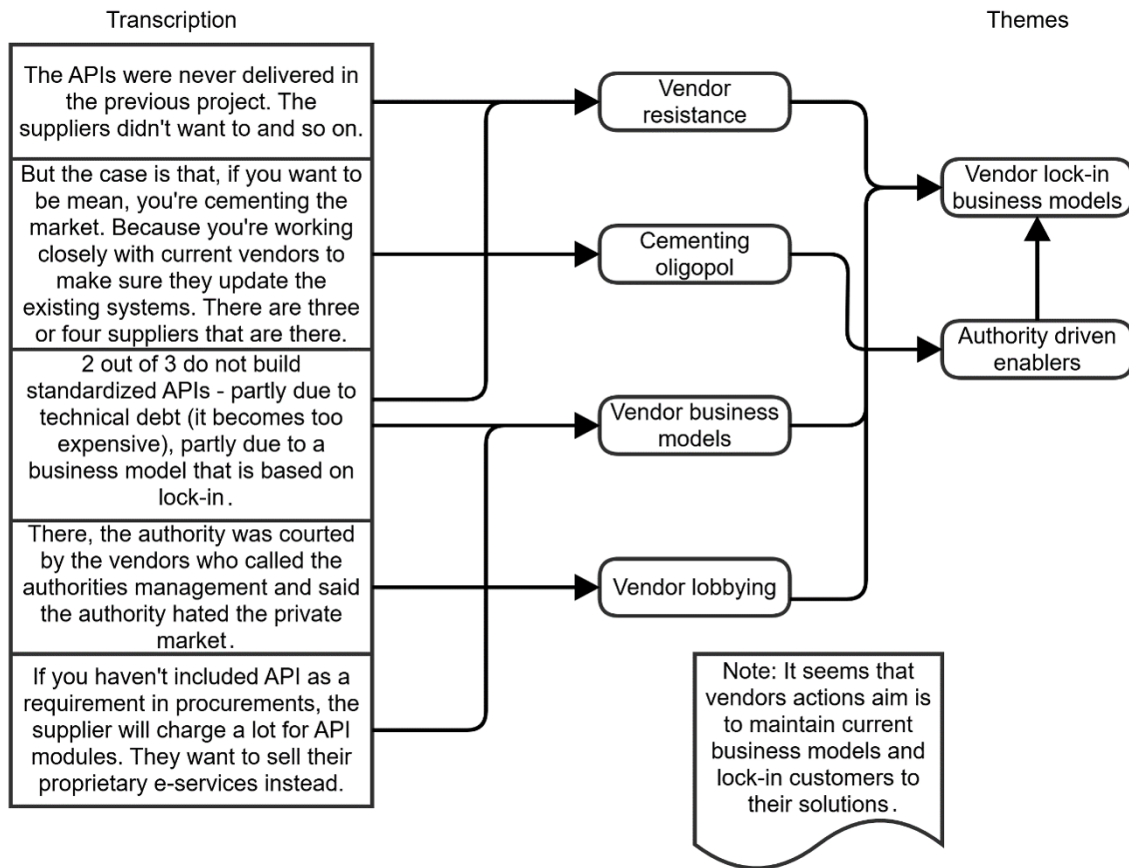 Transcription
Themes
The APIs were never delivered in
the previous project. The
suppliers didn't want to and so on.
But the case is that, if you want to
be mean, you're cementing the
market. Because you're working
closely with current vendors to
make sure they update the
existing systems. There are three
or four suppliers that are there.
2 out of 3 do not build
standardized APIs - partly due to
technical debt (it becomes too
expensive), partly due to a
business model that is based on
lock-in.
There, the authority was courted
by the vendors who called the
authorities management and said
the authority hated the private
market.
If you haven't included API as a
requirement in procurements, the
supplier will charge a lot for API
modules. They want to sell their
proprietary e-services instead.
Vendor
resistance
Cementing
oligopol
Vendor business
models
Vendor lobbying
Vendor lock-in
business models
Authority driven
enablers
Note: It seems that
vendors actions aim is
to maintain current
business models and
lock-in customers to
their solutions.